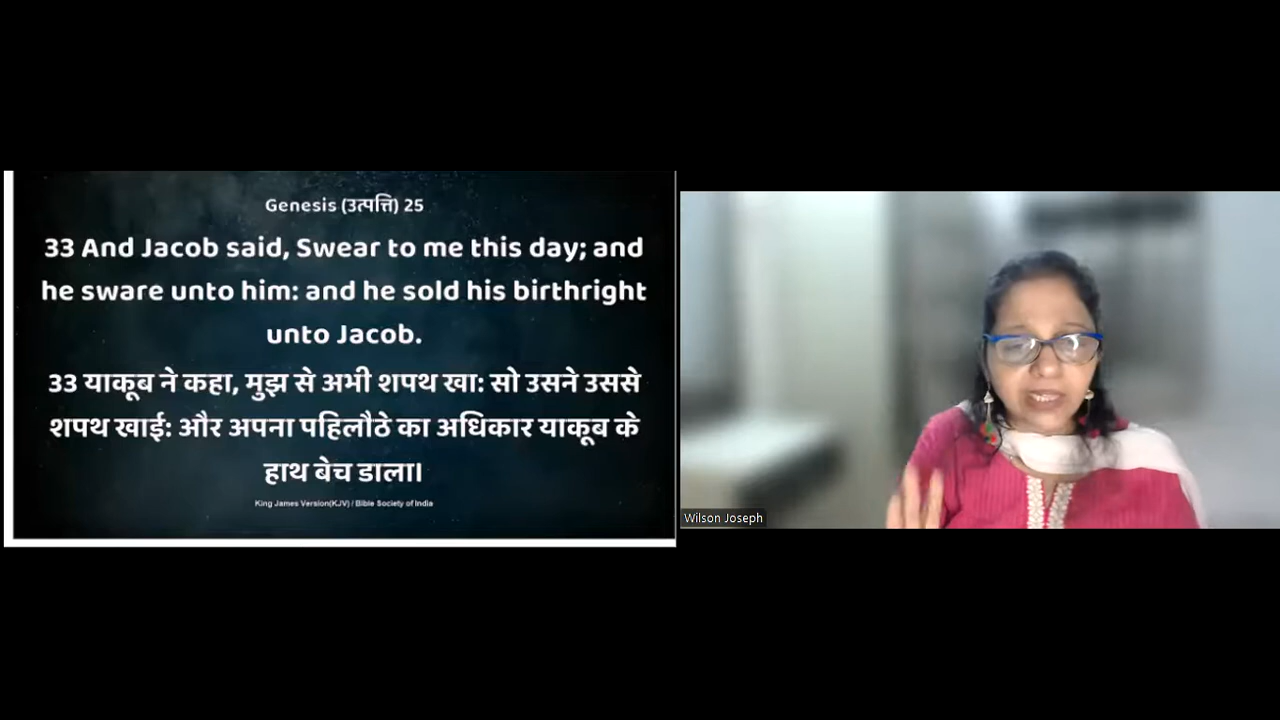 Genesis (उत्पत्ति) 25
33 And Jacob said, Swear to me this day; and
he sware unto him: and he sold his birthright
unto Jacob.
33 याकूब ने कहा, मुझ से अभी शपथ खा: सो उसने उससे
शपथ खाई: और अपना पहिलौठे का अधिकार याकूब के
हाथ बेच डाला।
King James Version(KJV) / Bible Society of India
Wilson Joseph